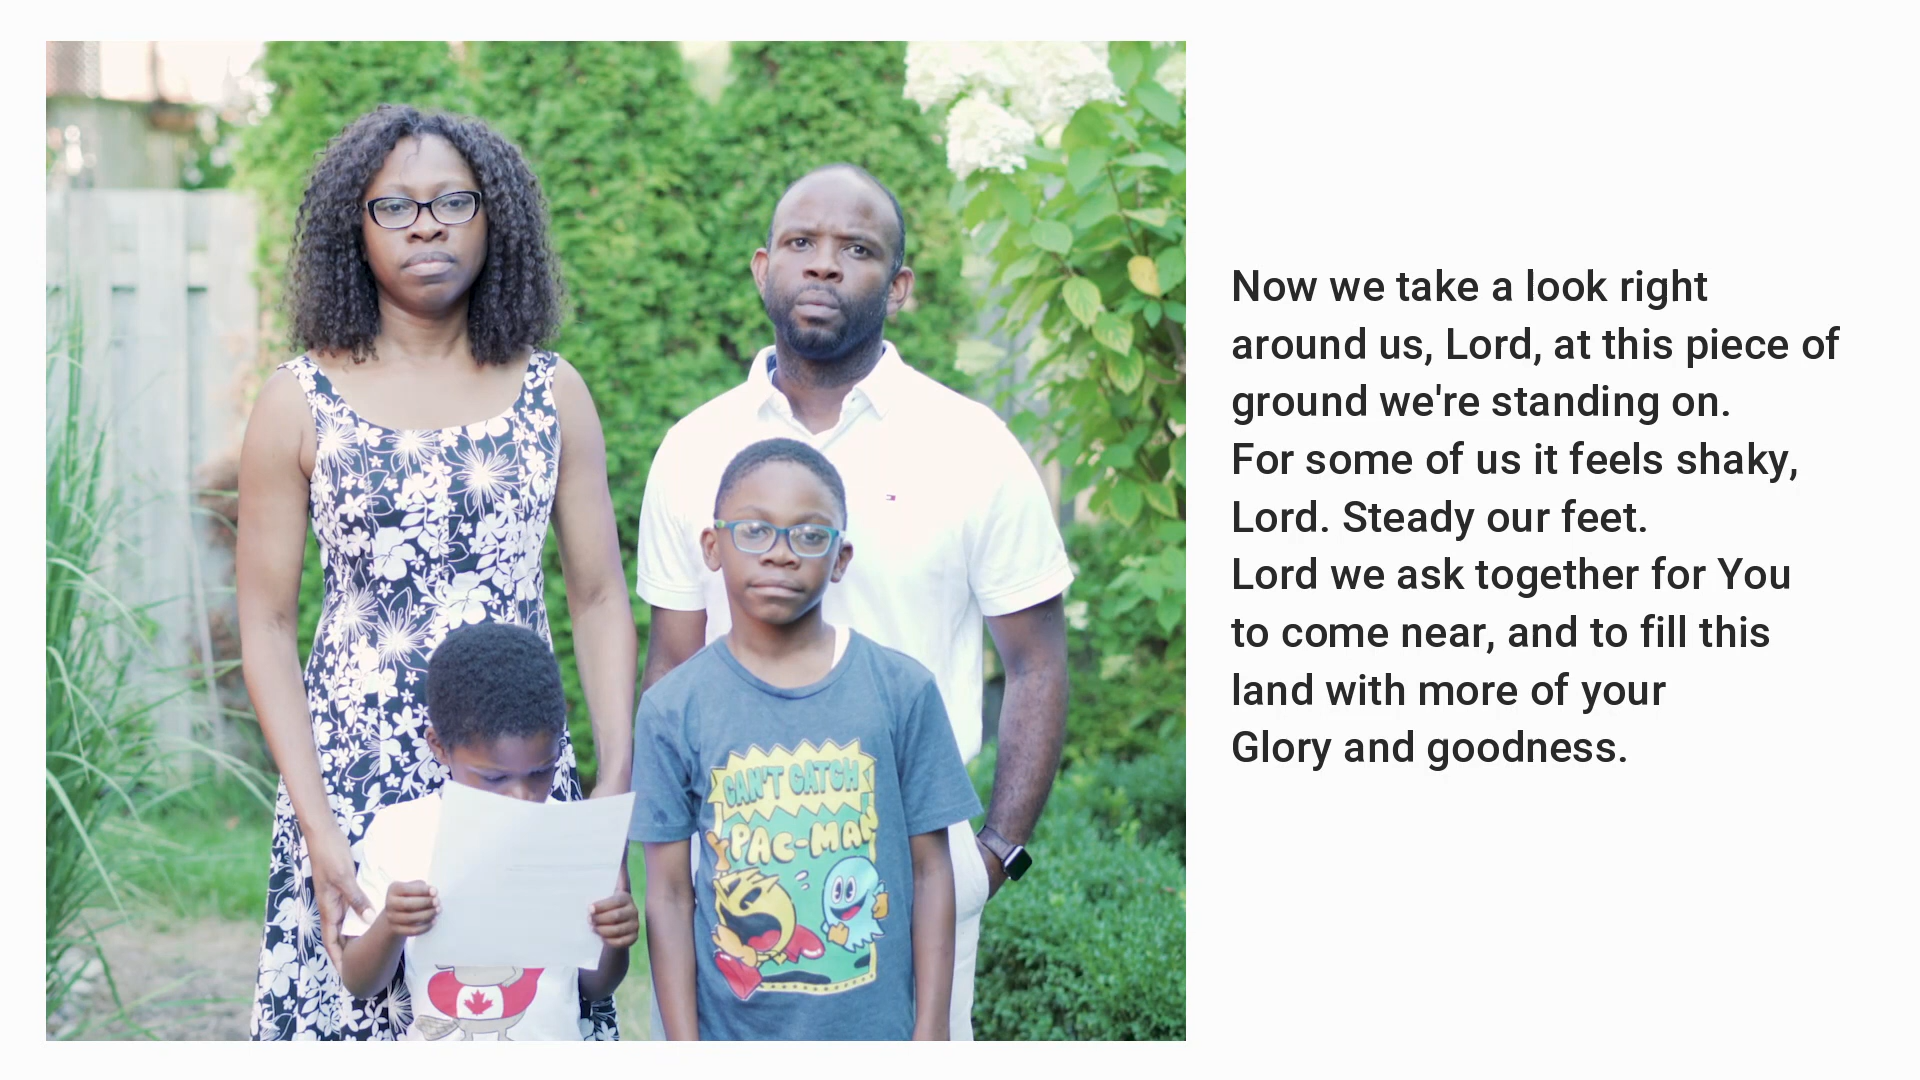 Now we take a look right
around us, Lord, at this piece of
ground we're standing on.
For some of us it feels shaky,
Lord. Steady our feet.
Lord we ask together for You
to come near, and to fill this
land with more of your
Glory and goodness.
CAN'T CATCH
PAC-MAN